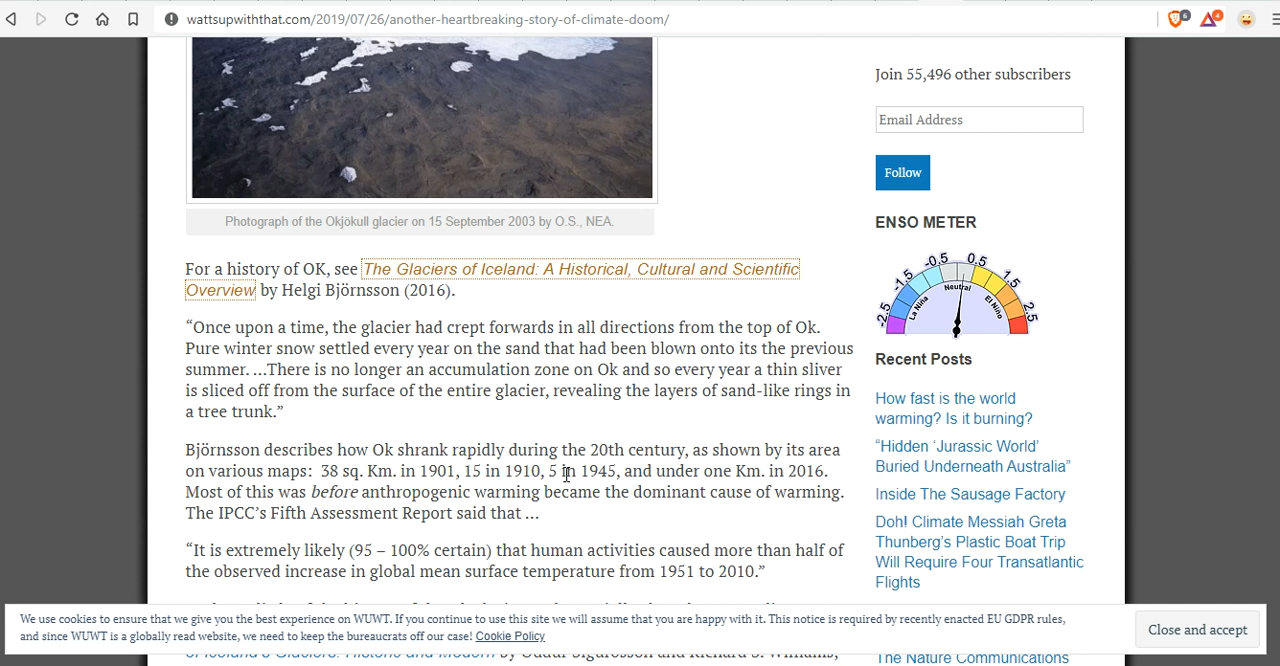 wattsupwiththat.com/2019/07/26/another-heartbreaking-story-of-climate-doom/
6
4
Photograph of the Okjökull glacier on 15 September 2003 by O.S., NEA.
For a history of OK, see The Glaciers of Iceland: A Historical, Cultural and Scientific
Overview by Helgi Björnsson (2016).
“Once upon a time, the glacier had crept forwards in all directions from the top of Ok.
Pure winter snow settled every year on the sand that had been blown onto its the previous
summer. …There is no longer an accumulation zone on Ok and so every year a thin sliver
is sliced off from the surface of the entire glacier, revealing the layers of sand-like rings in
a tree trunk.”
Björnsson describes how Ok shrank rapidly during the 20th century, as shown by its area
on various maps:  38 sq. Km. in 1901, 15 in 1910, 5 in 1945, and under one Km. in 2016.
Most of this was before anthropogenic warming became the dominant cause of warming.
The IPCC’s Fifth Assessment Report said that …
“It is extremely likely (95 – 100% certain) that human activities caused more than half of
the observed increase in global mean surface temperature from 1951 to 2010.”
Join 55,496 other subscribers
Email Address
Follow
ENSO METER
-2.5 -1.5 -0.5 0.5 1.5 2.5
La Niña Neutral El Niño
Recent Posts
How fast is the world
warming? Is it burning?
“Hidden ‘Jurassic World’
Buried Underneath Australia”
Inside The Sausage Factory
Doh! Climate Messiah Greta
Thunberg’s Plastic Boat Trip
Will Require Four Transatlantic
Flights
We use cookies to ensure that we give you the best experience on WUWT. If you continue to use this site we will assume that you are happy with it. This notice is required by recently enacted EU GDPR rules,
and since WUWT is a globally read website, we need to keep the bureaucrats off our case! Cookie Policy
Close and accept
of Iceland's Glaciers: Historic and Modern by Oddur Sigurosson and Richard S. Williams,
The Nature Communications